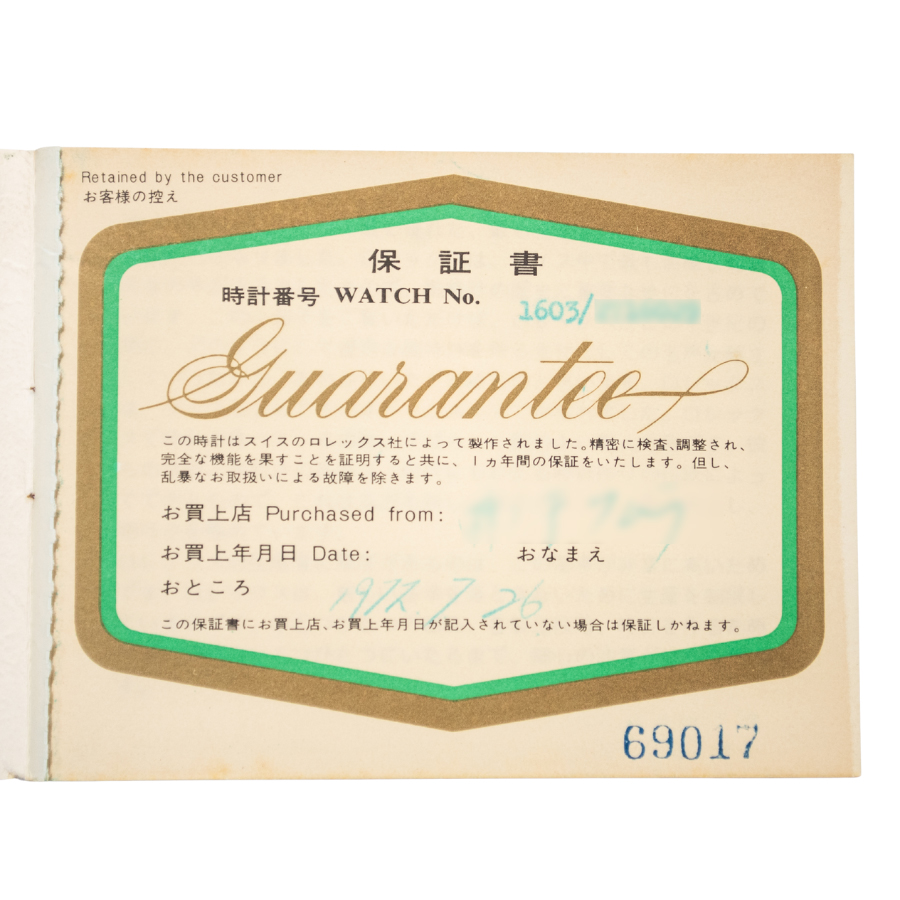 Retained by the customer
お客様の控え
保証書
時計番号 WATCH No. 1603/
Guarantee
この時計はスイスのロレックス社によって製作されました。精密に検査、調整され、
完全な機能を果すことを証明すると共に、1ヵ年間の保証をいたします。但し、
乱暴なお取扱いによる故障を除きます。
お買上店 Purchased from:
お買上年月日 Date: おなまえ
おところ
1977. 7 26
この保証書にお買上店、お買上年月日が記入されていない場合は保証しかねます。
69017